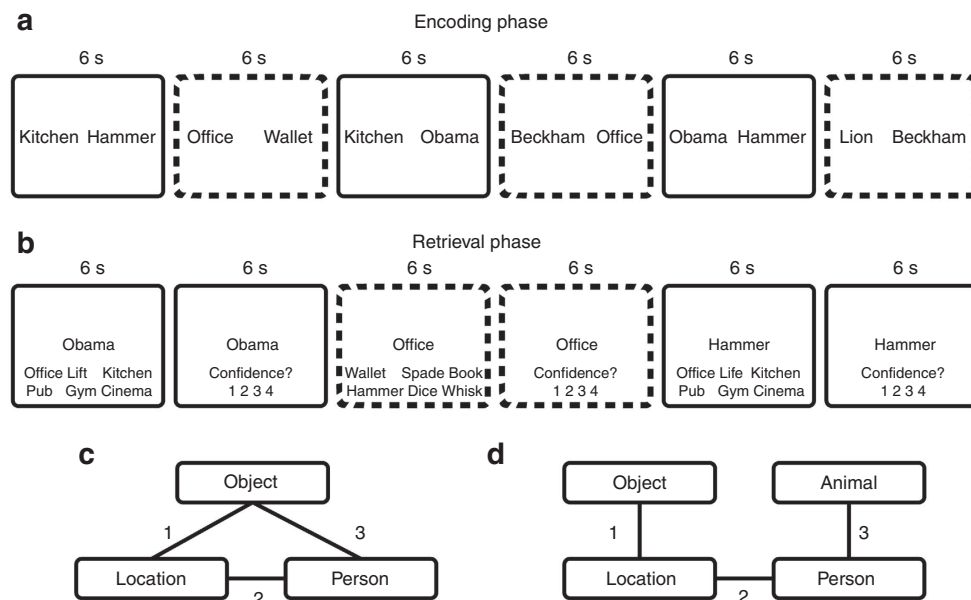 a Encoding phase
6 s 6 s 6 s 6 s 6 s 6 s
Kitchen Hammer Office Wallet Kitchen Obama Beckham Office Obama Hammer Lion Beckham
b Retrieval phase
6 s 6 s 6 s 6 s 6 s 6 s
Obama Obama Office Office Hammer Hammer
Office Lift Kitchen Confidence? Wallet Spade Book Confidence? Office Life Kitchen Confidence?
Pub Gym Cinema 1 2 3 4 Hammer Dice Whisk 1 2 3 4 Pub Gym Cinema 1 2 3 4
c d
Object Object Animal
1 3 1 3
Location Person Location Person
2 2